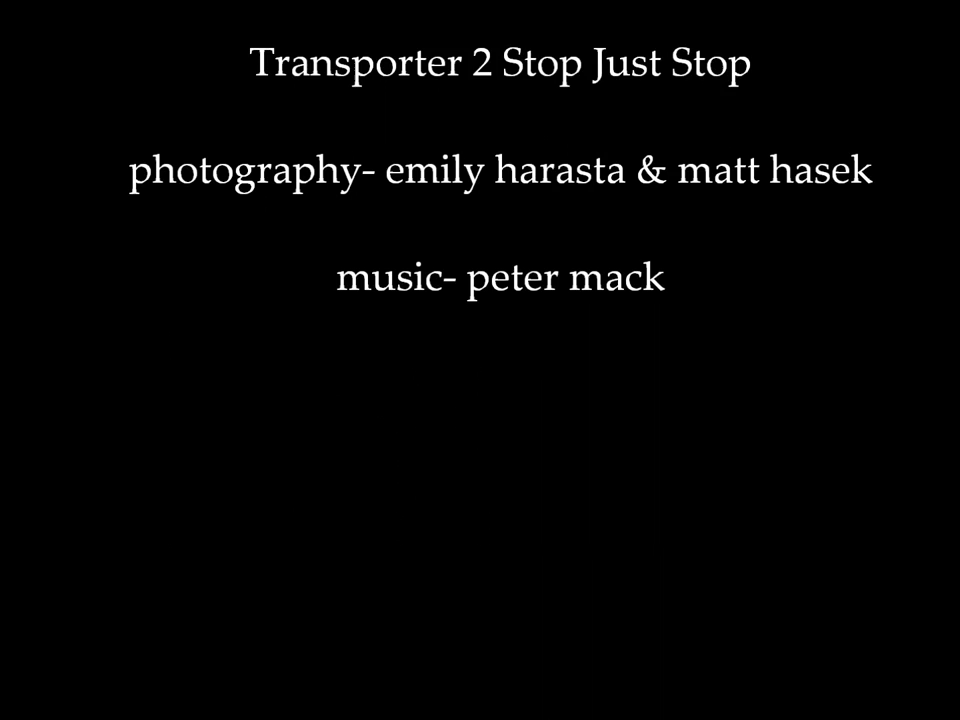 Transporter 2 Stop Just Stop
photography- emily harasta & matt hasek
music- peter mack